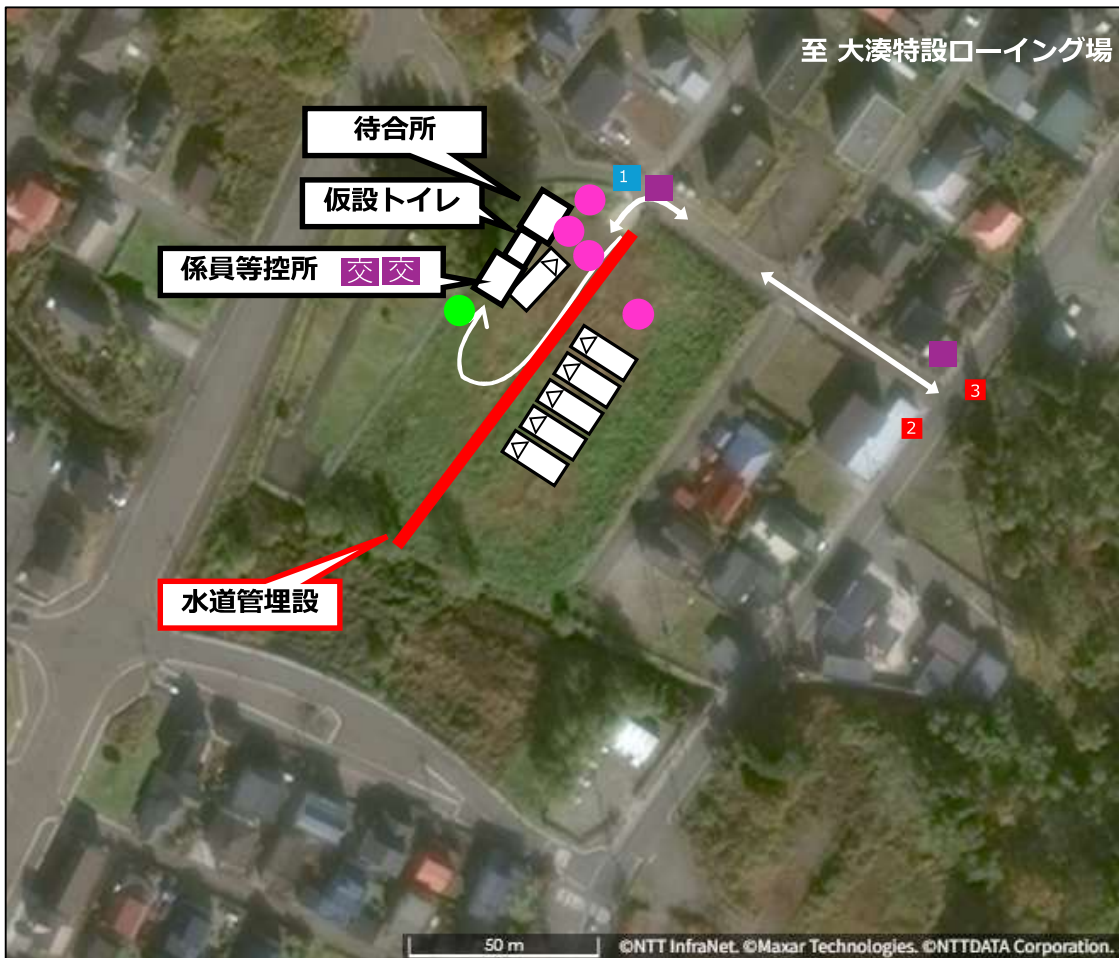 至 大湊特設ローイング場
待合所
1
仮設トイレ
係員等控所 交 交
3
2
水道管埋設
50 m
©NTT InfraNet. ©Maxar Technologies. ©NTTDATA Corporation.